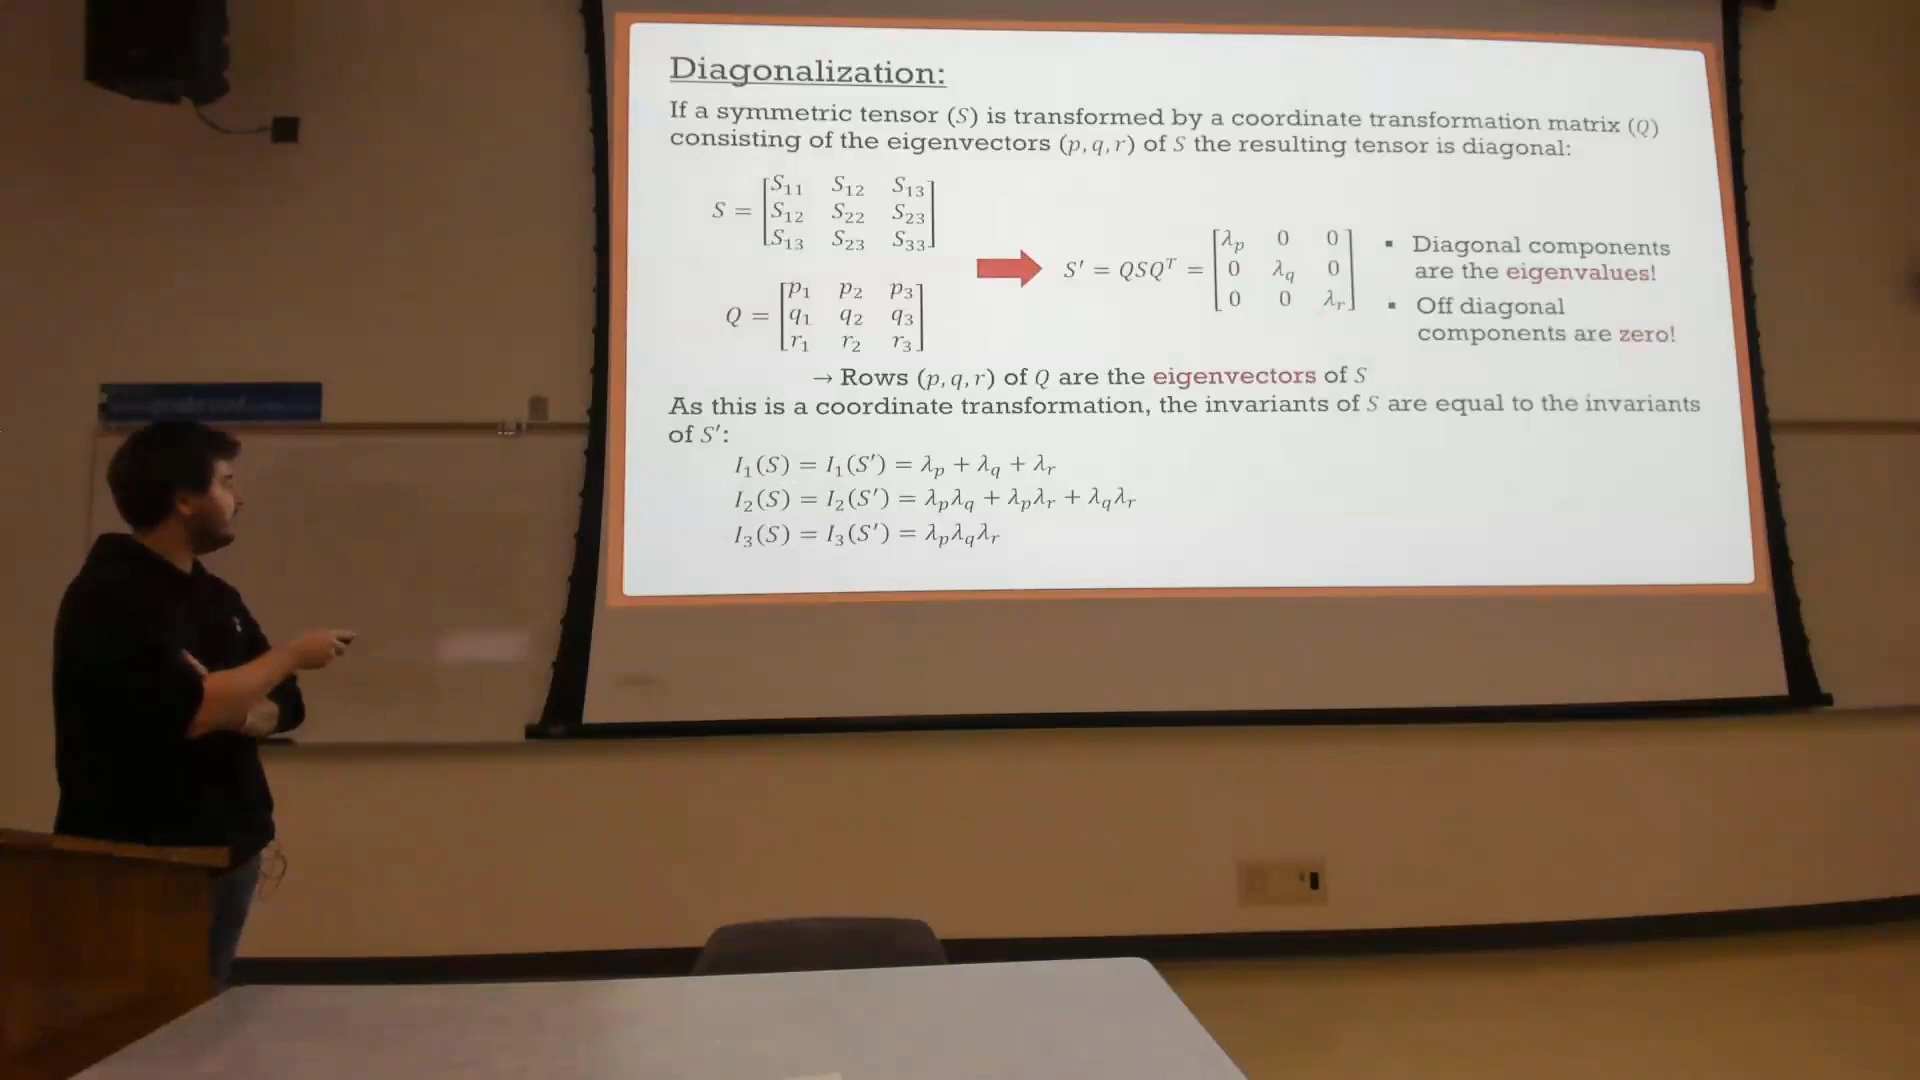 Diagonalization:
If a symmetric tensor (S) is transformed by a coordinate transformation matrix (Q)
consisting of the eigenvectors (p, q, r) of S the resulting tensor is diagonal:
S = [S₁₁ S₁₂ S₁₃
S₁₂ S₂₂ S₂₃
S₁₃ S₂₃ S₃₃]
Q = [p₁ p₂ p₃
q₁ q₂ q₃
r₁ r₂ r₃]
S′ = QSQᵀ = [λp 0 0
0 λq 0
0 0 λr]
▪ Diagonal components
are the eigenvalues!
▪ Off diagonal
components are zero!
→ Rows (p, q, r) of Q are the eigenvectors of S
As this is a coordinate transformation, the invariants of S are equal to the invariants
of S′:
I₁(S) = I₁(S′) = λp + λq + λr
I₂(S) = I₂(S′) = λpλq + λpλr + λqλr
I₃(S) = I₃(S′) = λpλqλr